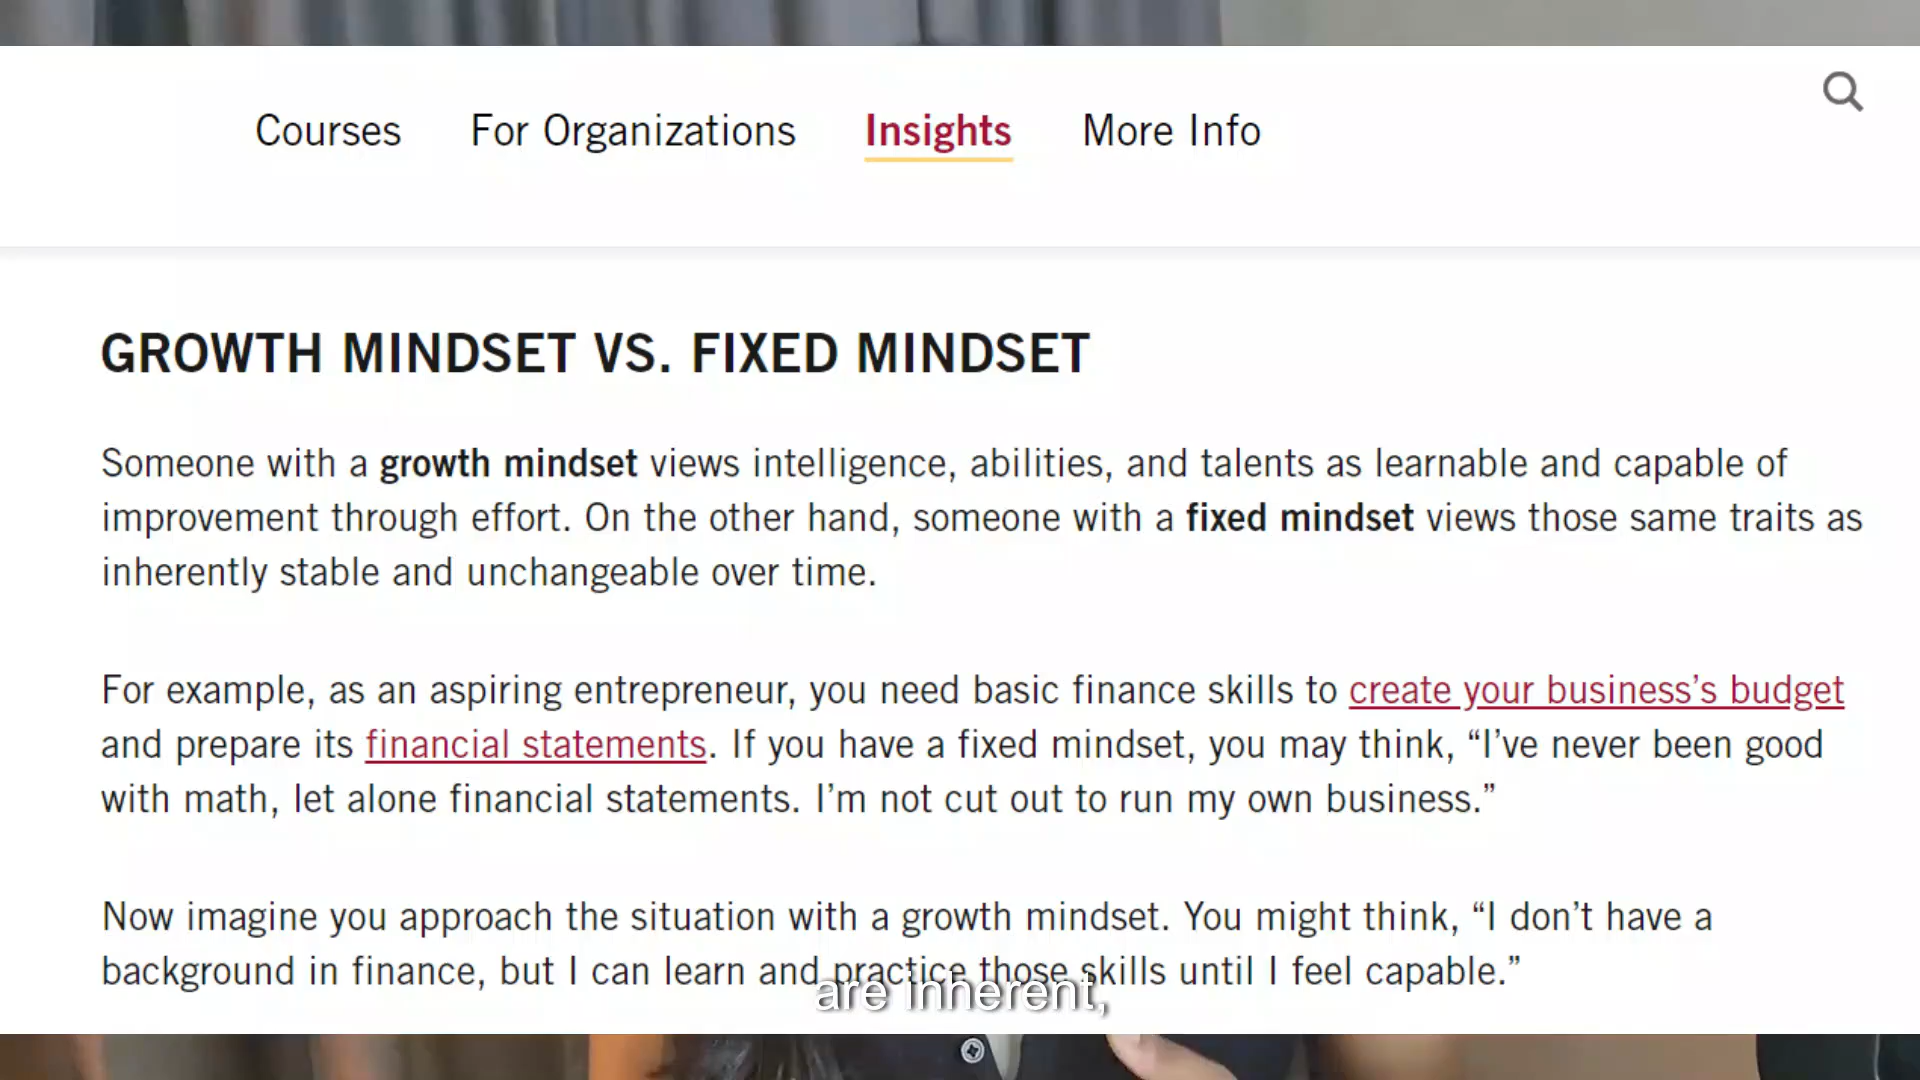 Courses For Organizations Insights More Info
GROWTH MINDSET VS. FIXED MINDSET
Someone with a growth mindset views intelligence, abilities, and talents as learnable and capable of
improvement through effort. On the other hand, someone with a fixed mindset views those same traits as
inherently stable and unchangeable over time.
For example, as an aspiring entrepreneur, you need basic finance skills to create your business’s budget
and prepare its financial statements. If you have a fixed mindset, you may think, “I’ve never been good
with math, let alone financial statements. I’m not cut out to run my own business.”
Now imagine you approach the situation with a growth mindset. You might think, “I don’t have a
background in finance, but I can learn and practice those skills until I feel capable.”
are inherent,